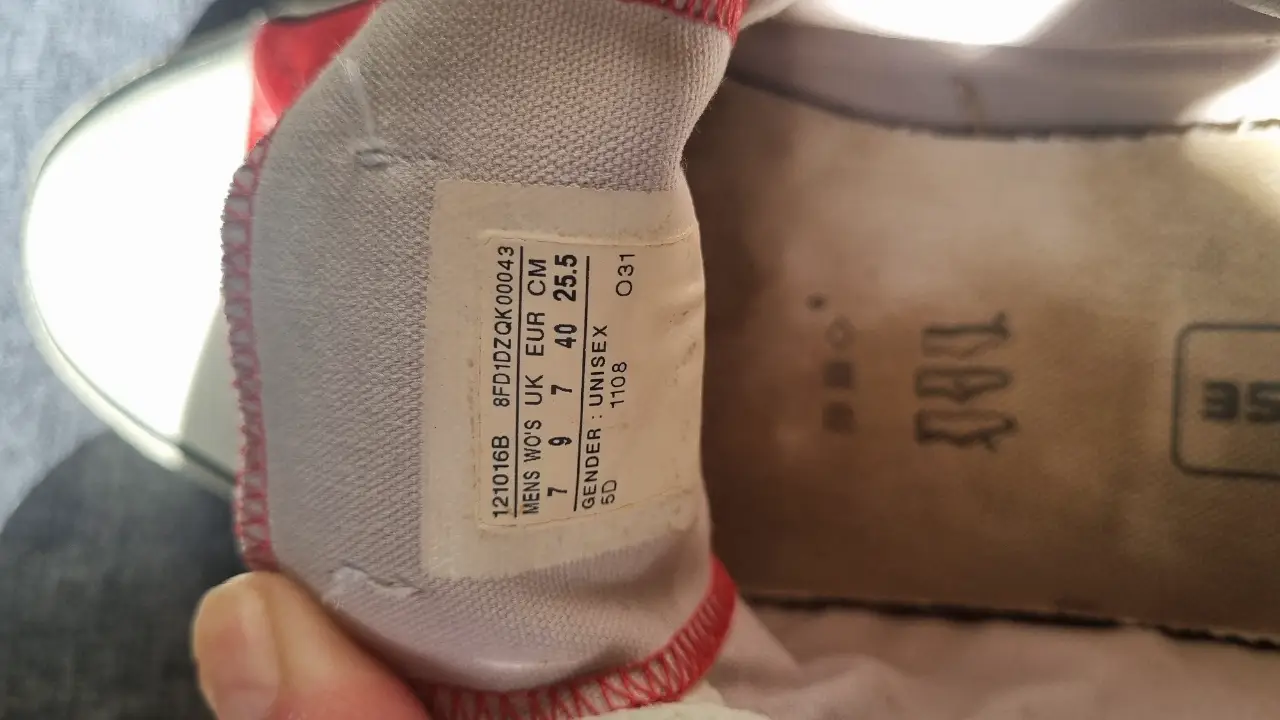 121016B 8FD1DZQK00043
MENS WO'S UK EUR CM
7 9 7 40 25.5
GENDER : UNISEX
5D 1108 O31